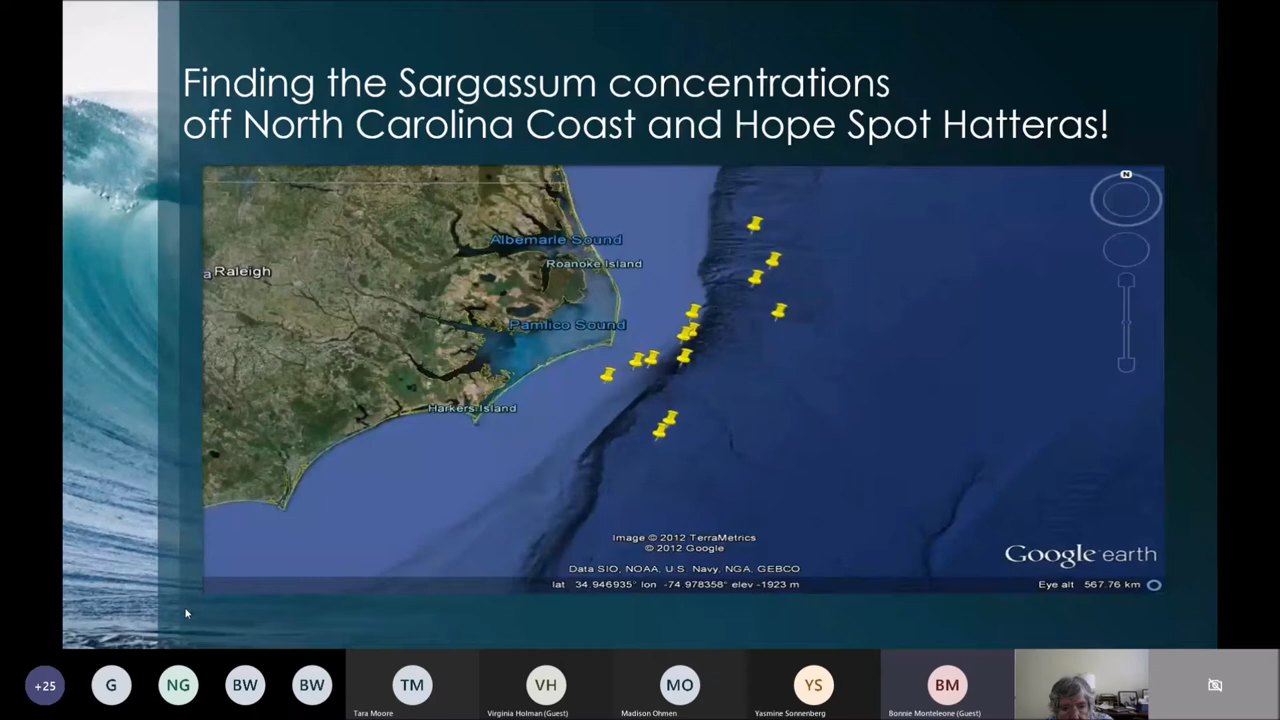 Finding the Sargassum concentrations
off North Carolina Coast and Hope Spot Hatteras!
N
Albemarle Sound
Roanoke Island
a Raleigh
Pamlico Sound
Harkers Island
Image © 2012 TerraMetrics
© 2012 Google
Data SIO, NOAA, U.S. Navy, NGA, GEBCO
Google earth
lat 34.946935° lon -74.978358° elev -1923 m
Eye alt 567.76 km
+25
G
NG
BW
BW
TM
VH
MO
YS
BM
Tara Moore
Virginia Holman (Guest)
Madison Ohmen
Yasmine Sonnenberg
Bonnie Monteleone (Guest)